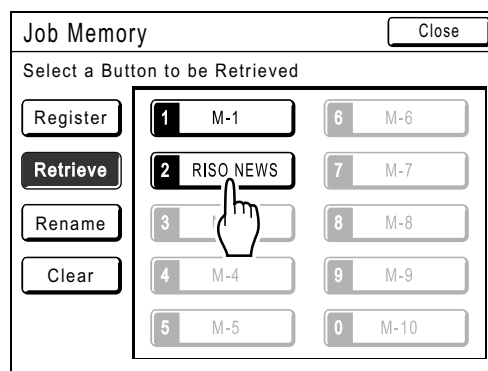 Job Memory
Close
Select a Button to be Retrieved
Register
Retrieve
Rename
Clear
1 M-1
2 RISO NEWS
3
4 M-4
5 M-5
6 M-6
7 M-7
8 M-8
9 M-9
0 M-10